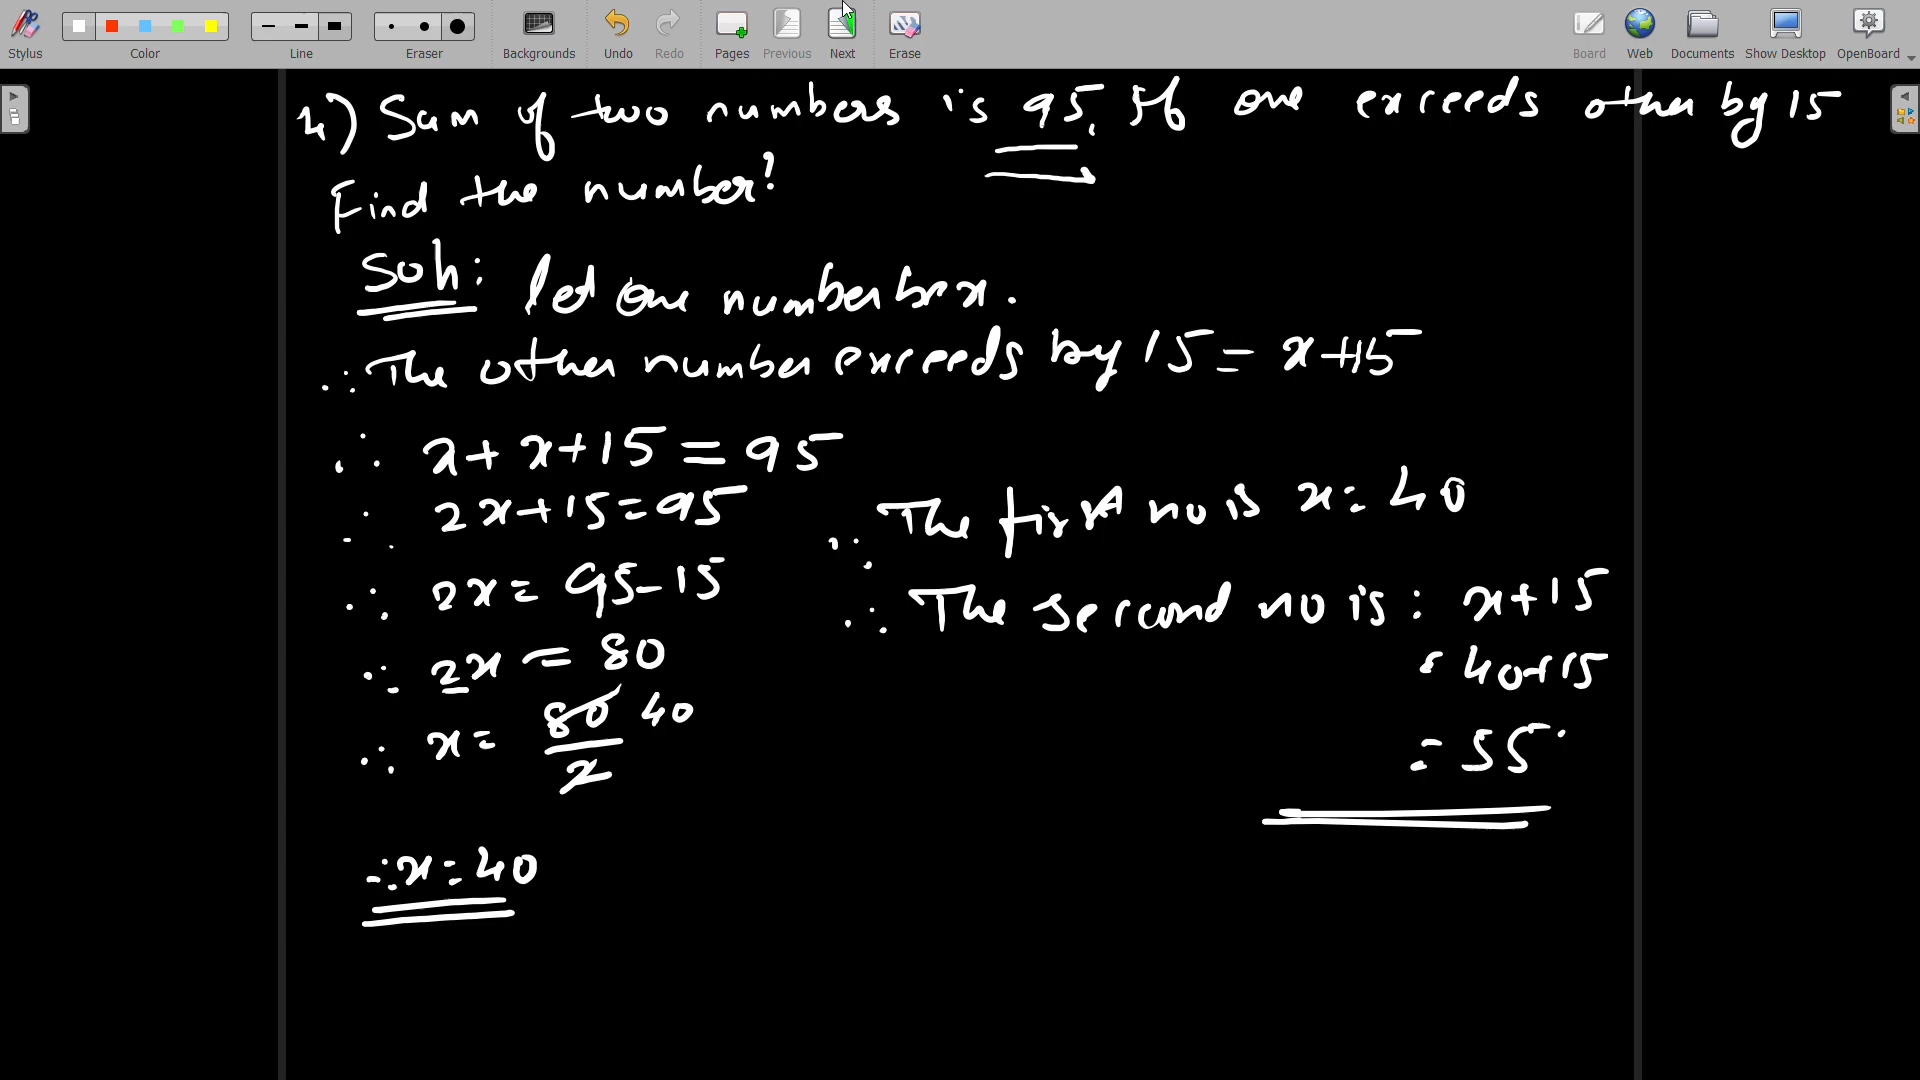 Stylus Color Line Eraser Backgrounds Undo Redo Pages Previous Next Erase Board Web Documents Show Desktop OpenBoard
4) Sum of two numbers is 95, If one exceeds other by 15
Find the number?
Soln: let one number be x.
∴ The other number exceeds by 15 = x+15
∴ x + x+15 = 95
∴ 2x+15=95
∴ 2x = 95-15
∴ 2x = 80
∴ x = 80/2 40
∴ x = 40
∴ The first no is x = 40
∴ The second no is: x+15
= 40+15
= 55.